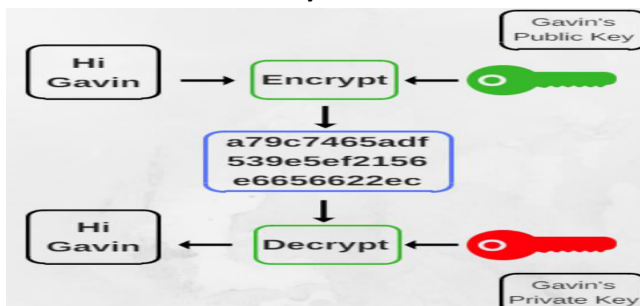 Gavin's
Public Key
Hi
Gavin
Encrypt
a79c7465adf
539e5ef2156
e6656622ec
Hi
Gavin
Decrypt
Gavin's
Private Key